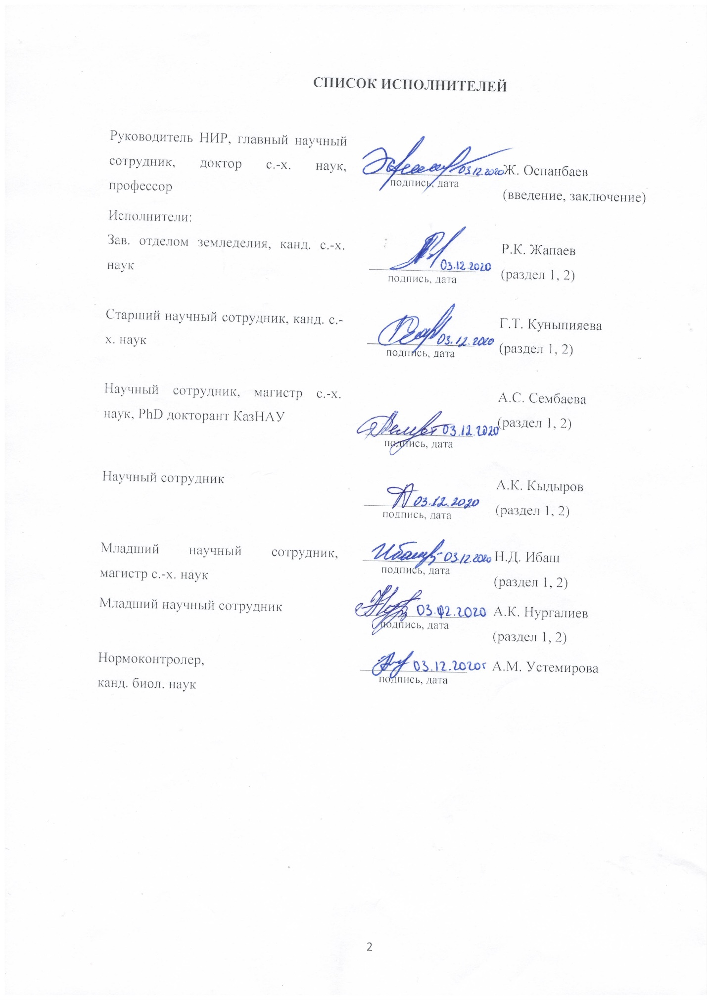 СПИСОК ИСПОЛНИТЕЛЕЙ
Руководитель НИР, главный научный
сотрудник, доктор с.-х. наук,
профессор
03.12.2020 Ж. Оспанбаев
подпись, дата
(введение, заключение)
Исполнители:
Зав. отделом земледелия, канд. с.-х.
наук
03.12.2020
подпись, дата
Р.К. Жапаев
(раздел 1, 2)
Старший научный сотрудник, канд. с.-
х. наук
03.12.2020
подпись, дата
Г.Т. Куныпияева
(раздел 1, 2)
Научный сотрудник, магистр с.-х.
наук, PhD докторант КазНАУ
03.12.2020
подпись, дата
А.С. Сембаева
(раздел 1, 2)
Научный сотрудник
03.12.2020
подпись, дата
А.К. Кыдыров
(раздел 1, 2)
Младший научный сотрудник,
магистр с.-х. наук
03.12.2020 Н.Д. Ибаш
подпись, дата
(раздел 1, 2)
Младший научный сотрудник
03.12.2020 А.К. Нургалиев
подпись, дата
(раздел 1, 2)
Нормоконтролер,
канд. биол. наук
03.12.2020г А.М. Устемирова
подпись, дата
2